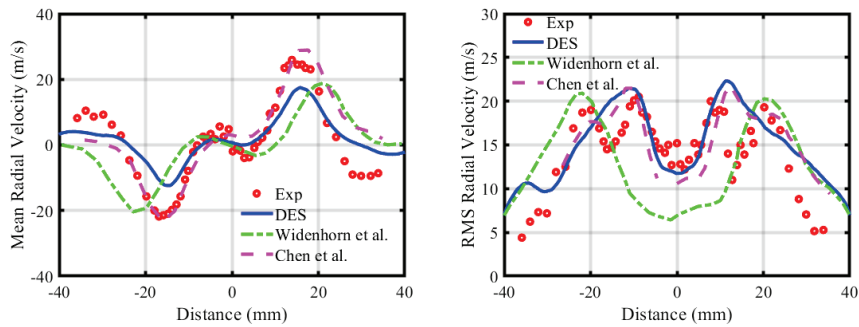 40
20
0
-20
-40
Mean Radial Velocity (m/s)
Exp
DES
Widenhorn et al.
Chen et al.
-40
-20
0
20
40
Distance (mm)
30
25
20
15
10
5
0
RMS Radial Velocity (m/s)
Exp
DES
Widenhorn et al.
Chen et al.
-40
-20
0
20
40
Distance (mm)